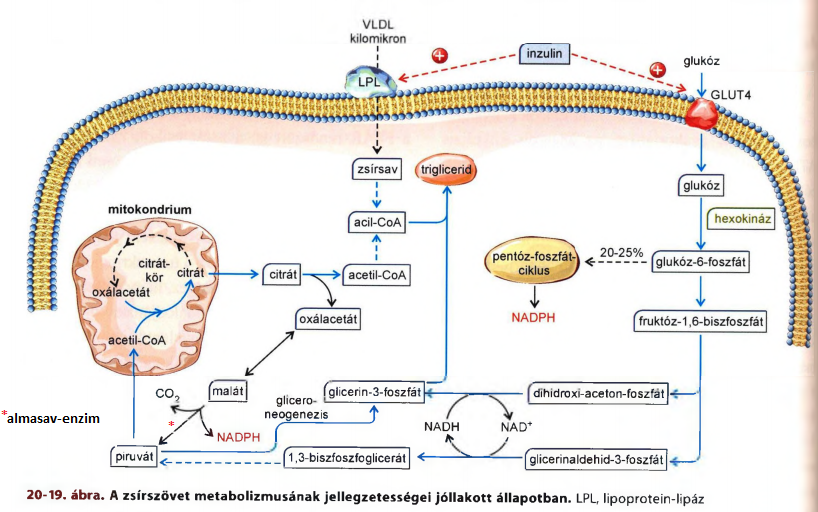 VLDL
kilomikron
inzulin
glukóz
LPL
GLUT4
zsírsav
triglicerid
glukóz
mitokondrium
hexokináz
acil-CoA
citrát-
kör
citrát
oxálacetát
acetil-CoA
citrát
acetil-CoA
pentóz-foszfát-
ciklus
20-25%
glukóz-6-foszfát
NADPH
oxálacetát
fruktóz-1,6-biszfoszfát
CO2
malát
glicero-
neogenezis
glicerin-3-foszfát
dihidroxi-aceton-foszfát
*almasav-enzim
*
NADPH
NADH
NAD+
piruvát
1,3-biszfoszfoglicerát
glicerinaldehid-3-foszfát
20-19. ábra. A zsírszövet metabolizmusának jellegzetességei jóllakott állapotban. LPL, lipoprotein-lipáz